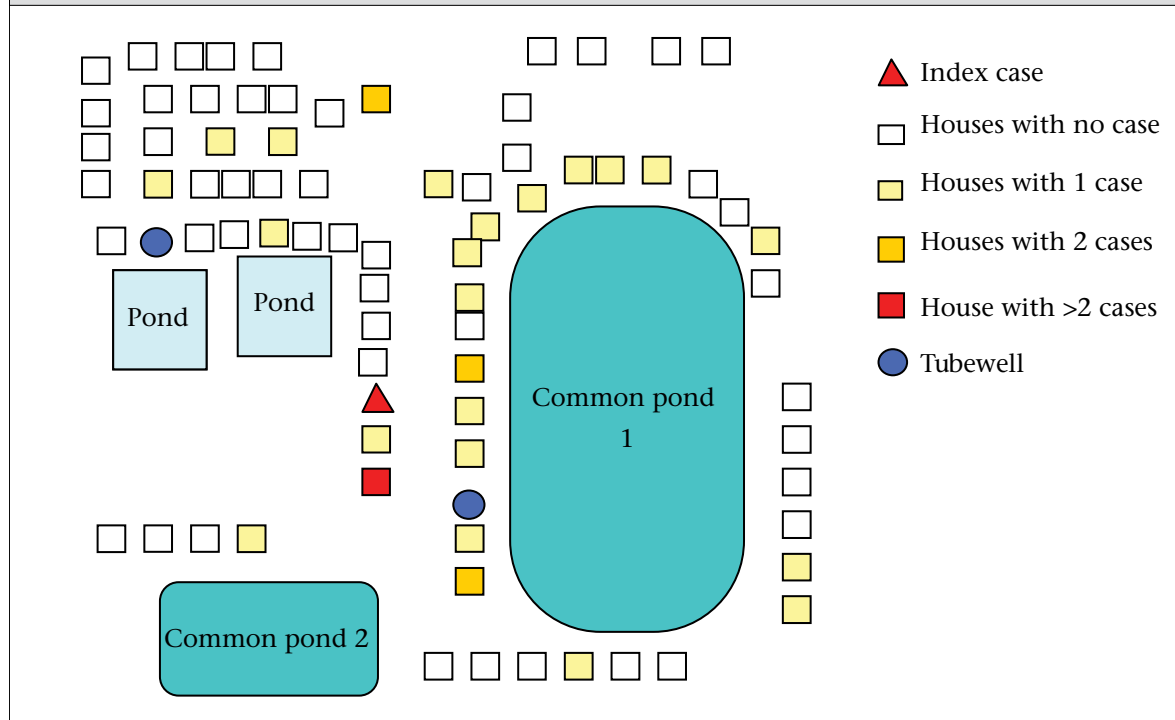 Index case
Houses with no case
Houses with 1 case
Houses with 2 cases
House with >2 cases
Tubewell
Pond
Pond
Common pond
1
Common pond 2